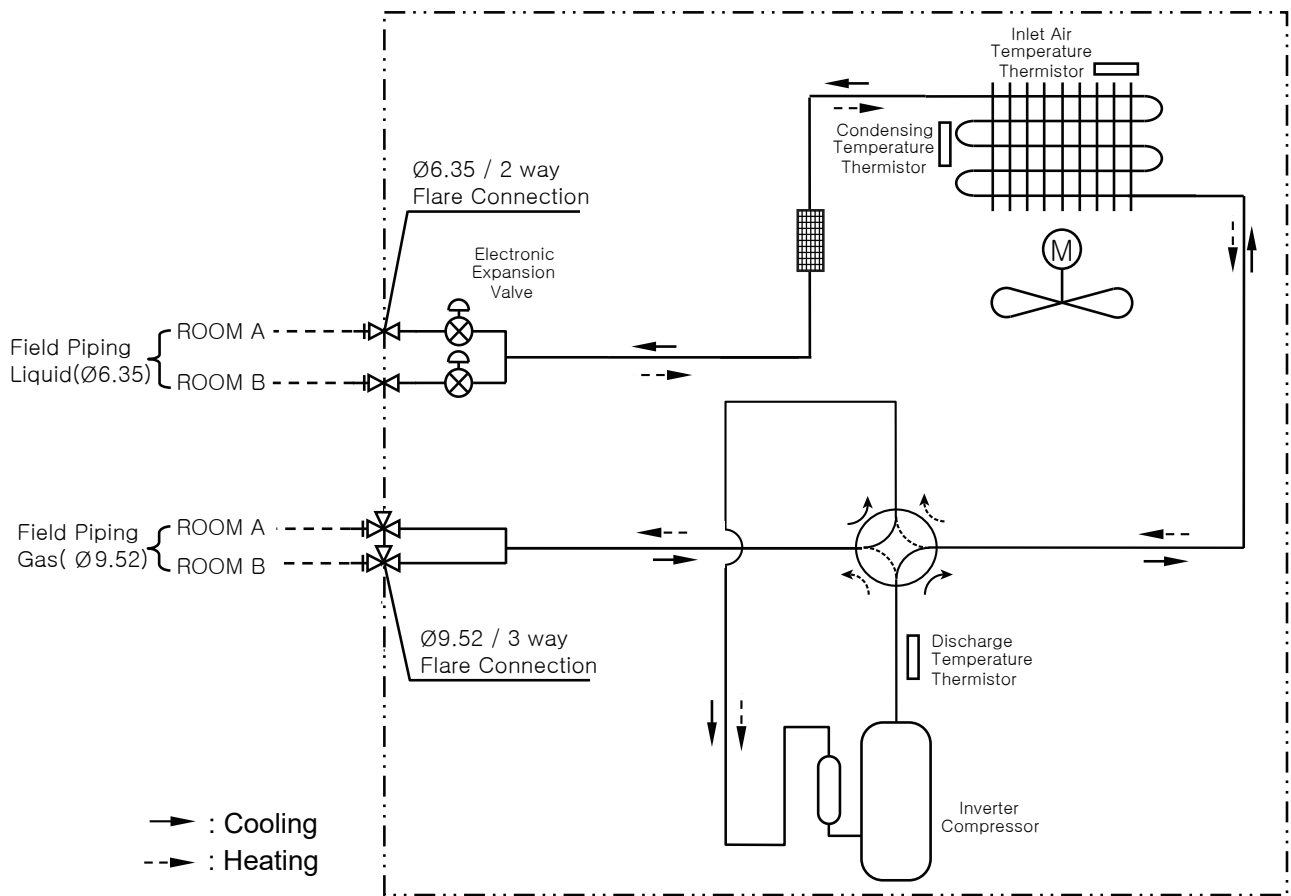 Inlet Air
Temperature
Thermistor
Condensing
Temperature
Thermistor
Ø6.35 / 2 way
Flare Connection
Electronic
Expansion
Valve
M
Field Piping
Liquid(Ø6.35)
ROOM A
ROOM B
Field Piping
Gas( Ø9.52)
ROOM A
ROOM B
Ø9.52 / 3 way
Flare Connection
Discharge
Temperature
Thermistor
Inverter
Compressor
: Cooling
: Heating